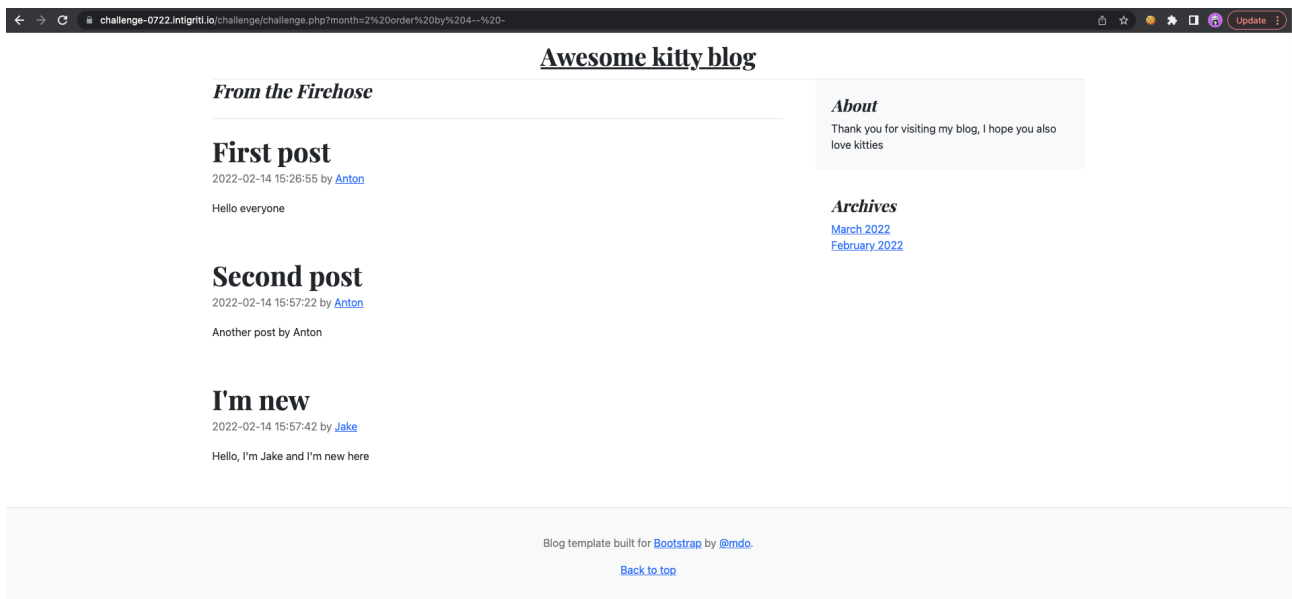 challenge-0722.intigriti.io/challenge/challenge.php?month=2%20order%20by%204--%20-
Update
Awesome kitty blog
From the Firehose
First post
2022-02-14 15:26:55 by Anton
Hello everyone
Second post
2022-02-14 15:57:22 by Anton
Another post by Anton
I'm new
2022-02-14 15:57:42 by Jake
Hello, I'm Jake and I'm new here
About
Thank you for visiting my blog, I hope you also
love kitties
Archives
March 2022
February 2022
Blog template built for Bootstrap by @mdo.
Back to top